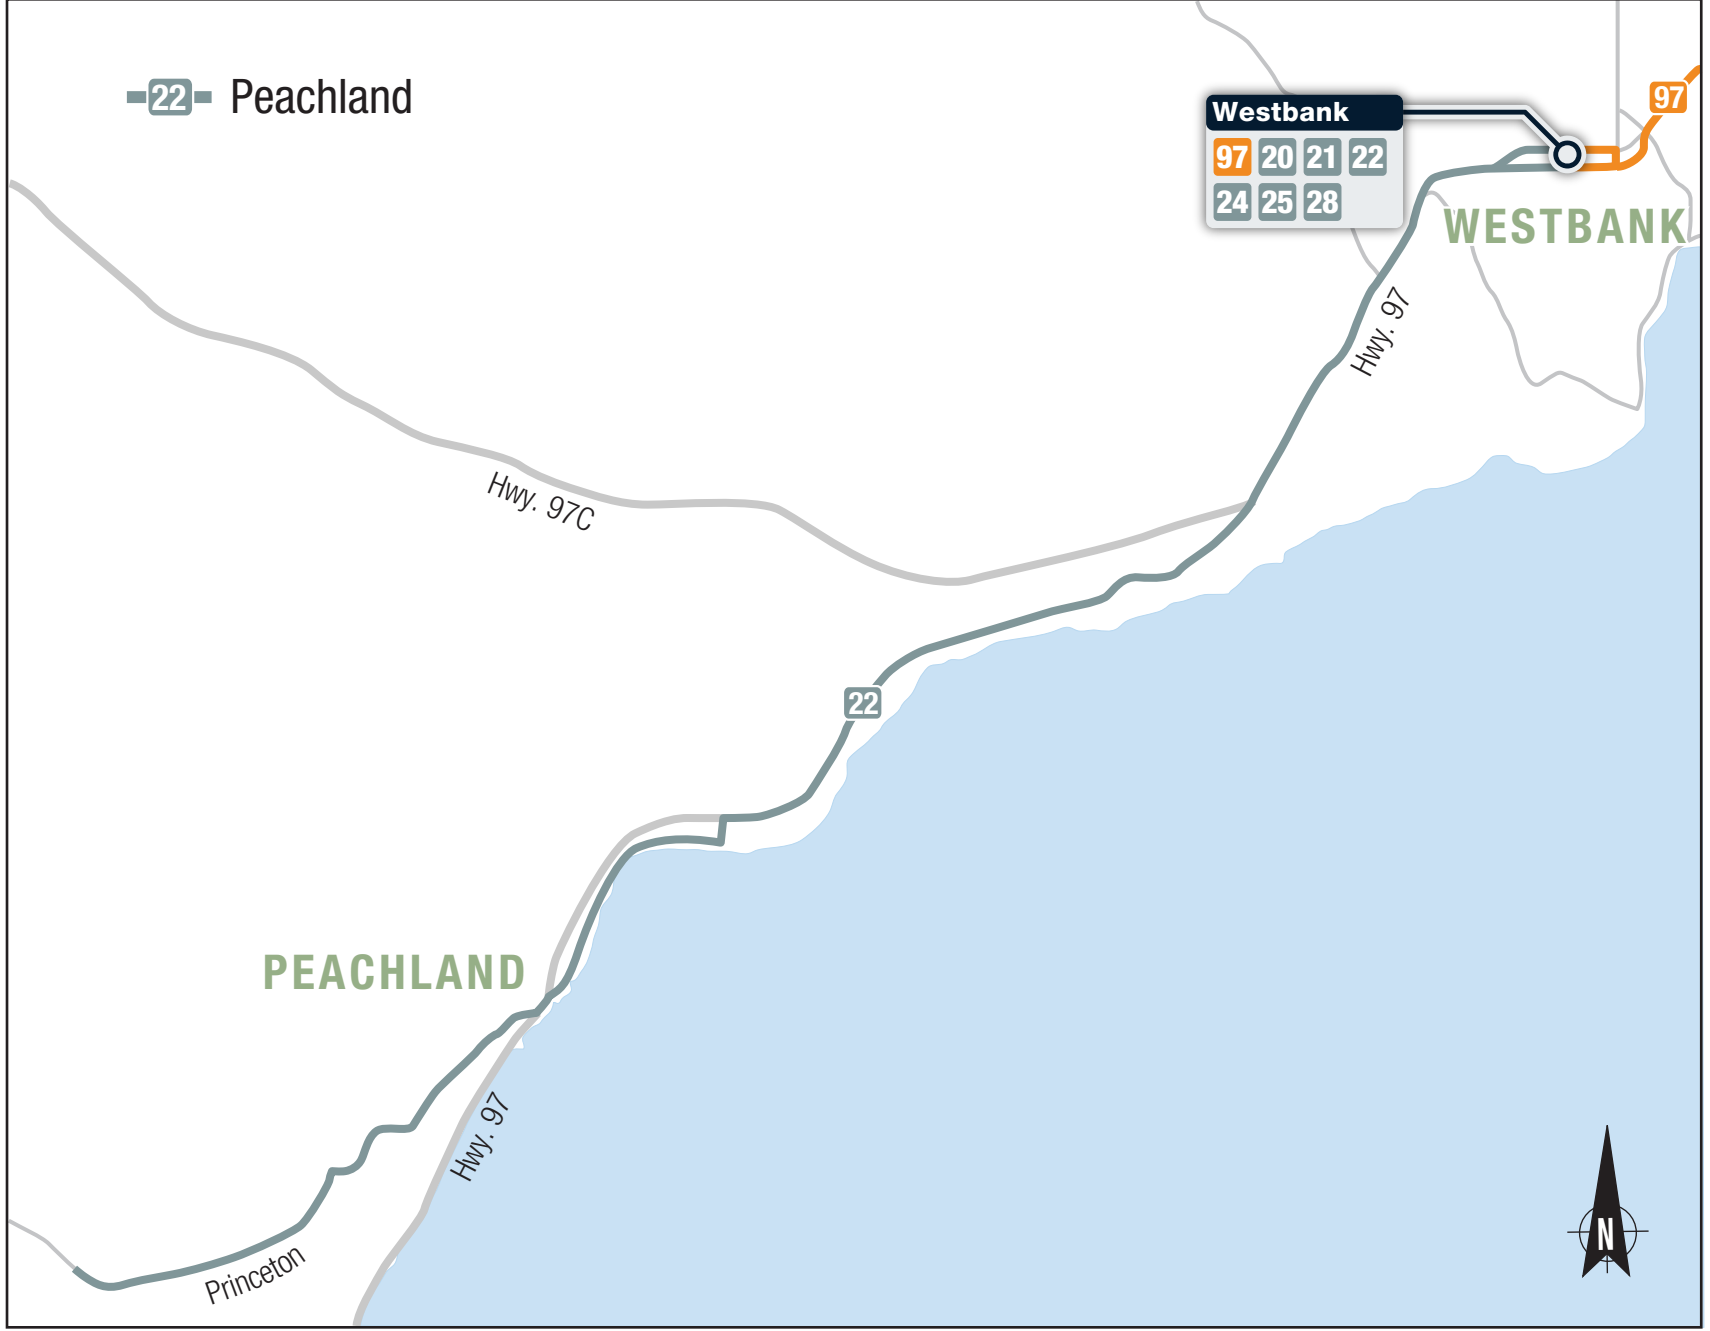 22 Peachland
97
Westbank
97 20 21 22
24 25 28
WESTBANK
Hwy. 97
Hwy. 97C
22
PEACHLAND
Hwy. 97
Princeton
N